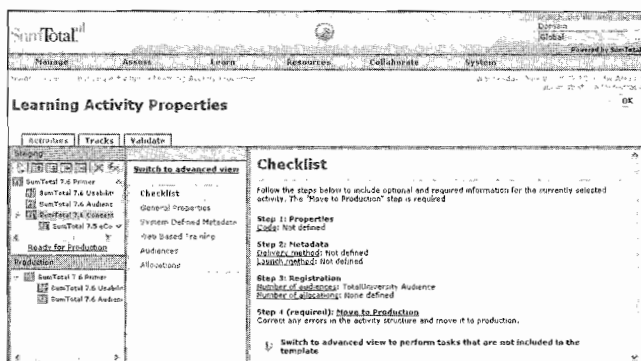 SumTotal
Domain
Global
Powered by SumTotal
Manage Assess Learn Resources Collaborate System
Learning Activity Properties
OK
Activities Tracks Validate
Staging
SumTotal 7.6 Primer
SumTotal 7.6 Usabilit
SumTotal 7.6 Audienc
SumTotal 7.6 Concept
SumTotal 7.5 eCo
Ready for Production
Production
SumTotal 7.6 Primer
SumTotal 7.6 Usabili
SumTotal 7.6 Audien
Switch to advanced view
Checklist
General Properties
System Defined Metadata
Web Based Training
Audiences
Allocations
Checklist
Follow the steps below to include optional and required information for the currently selected
activity. The "Move to Production" step is required
Step 1: Properties
Code: Not defined
Step 2: Metadata
Delivery method: Not defined
Launch method: Not defined
Step 3: Registration
Number of audiences: TotalUniversity Audience
Number of allocations: None defined
Step 4 (required): Move to Production
Correct any errors in the activity structure and move it to production.
Switch to advanced view to perform tasks that are not included in the
template